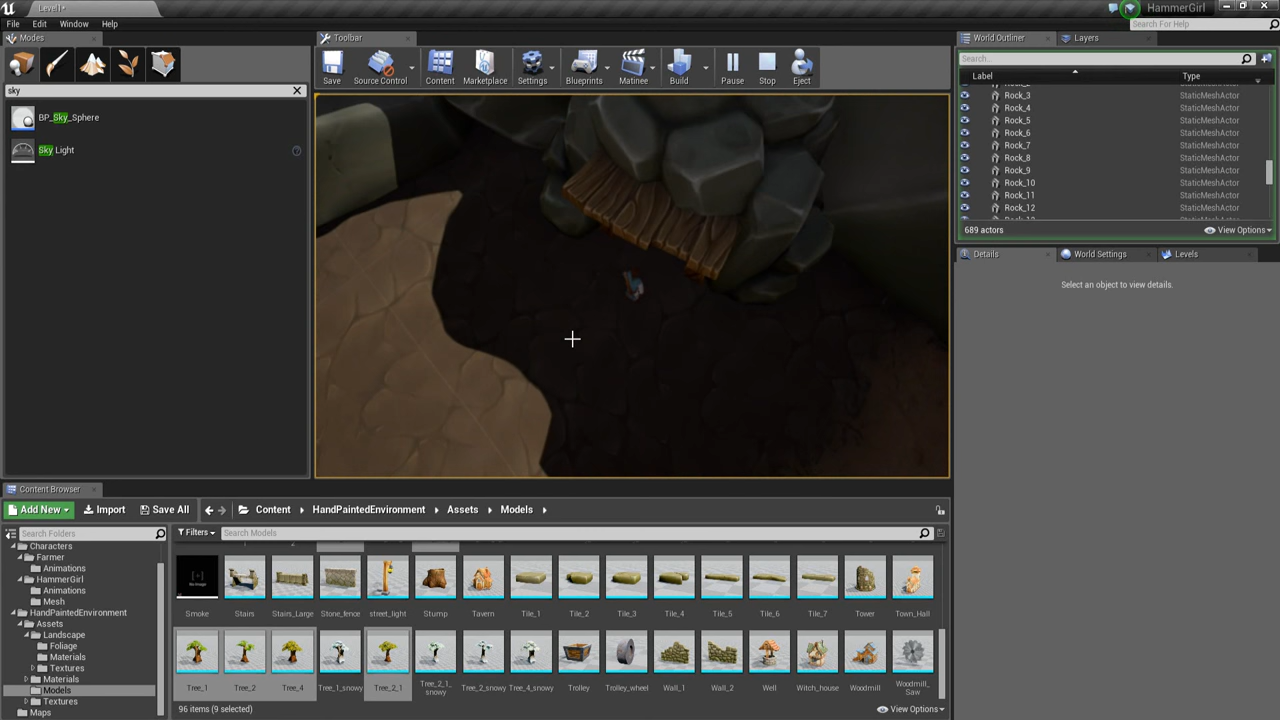 Level1*
HammerGirl
File Edit Window Help
Search For Help
Modes
Toolbar
World Outliner
Layers
Save
Source Control
Content
Marketplace
Settings
Blueprints
Matinee
Build
Pause
Stop
Eject
Search...
Label
Type
sky
BP_Sky_Sphere
Sky Light
Rock_3 StaticMeshActor
Rock_4 StaticMeshActor
Rock_5 StaticMeshActor
Rock_6 StaticMeshActor
Rock_7 StaticMeshActor
Rock_8 StaticMeshActor
Rock_9 StaticMeshActor
Rock_10 StaticMeshActor
Rock_11 StaticMeshActor
Rock_12 StaticMeshActor
689 actors
View Options
Details
World Settings
Levels
Select an object to view details.
Content Browser
Add New
Import
Save All
Content
HandPaintedEnvironment
Assets
Models
Search Folders
Filters
Search Models
Characters
Farmer
Animations
HammerGirl
Animations
Mesh
HandPaintedEnvironment
Assets
Landscape
Foliage
Materials
Textures
Materials
Models
Textures
Maps
Smoke
Stairs
Stairs_Large
Stone_fence
street_light
Stump
Tavern
Tile_1
Tile_2
Tile_3
Tile_4
Tile_5
Tile_6
Tile_7
Tower
Town_Hall
Tree_1
Tree_2
Tree_4
Tree_1_snowy
Tree_2_1
Tree_2_1_
snowy
Tree_2_snowy
Tree_4_snowy
Trolley
Trolley_wheel
Wall_1
Wall_2
Well
Witch_house
Woodmill
Woodmill_
Saw
96 items (9 selected)
View Options